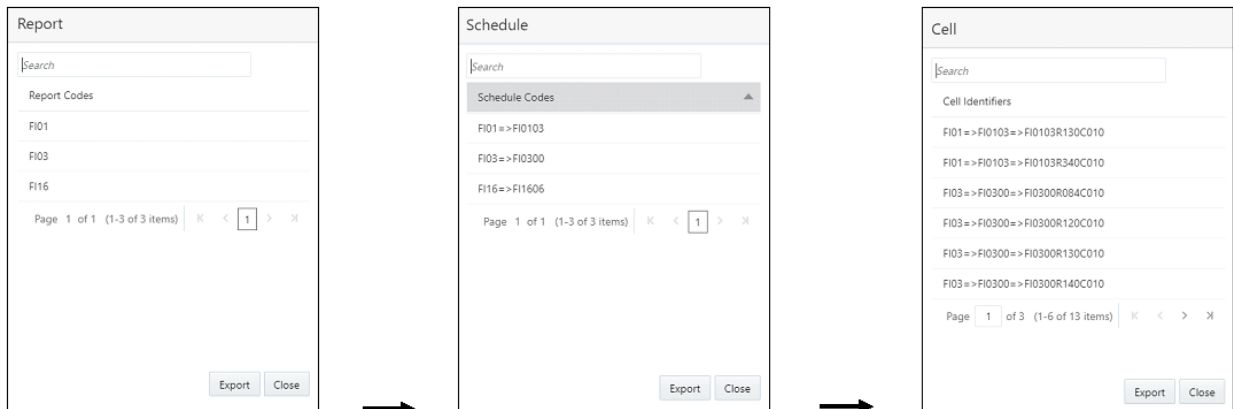 Report
Search
Report Codes
FI01
FI03
FI16
Page 1 of 1 (1-3 of 3 items) 1
Export Close
Schedule
Search
Schedule Codes
FI01=>FI0103
FI03=>FI0300
FI16=>FI1606
Page 1 of 1 (1-3 of 3 items) 1
Export Close
Cell
Search
Cell Identifiers
FI01=>FI0103=>FI0103R130C010
FI01=>FI0103=>FI0103R340C010
FI03=>FI0300=>FI0300R084C010
FI03=>FI0300=>FI0300R120C010
FI03=>FI0300=>FI0300R130C010
FI03=>FI0300=>FI0300R140C010
Page 1 of 3 (1-6 of 13 items)
Export Close